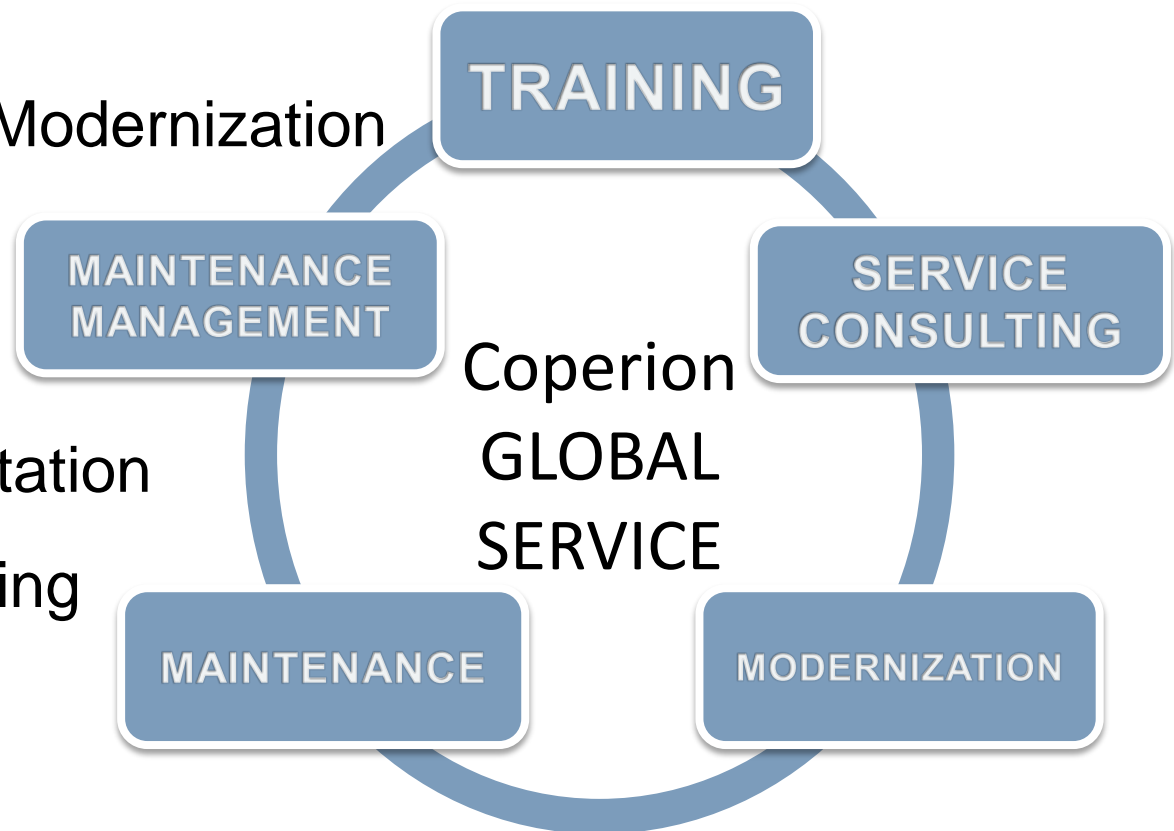 TRAINING
Modernization
MAINTENANCE
MANAGEMENT
SERVICE
CONSULTING
Coperion
GLOBAL
SERVICE
tation
ing
MAINTENANCE
MODERNIZATION